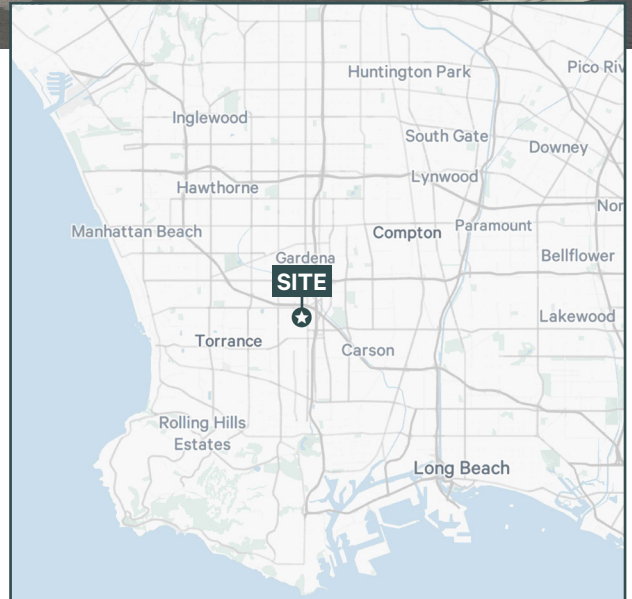 Huntington Park
Pico Riv
Inglewood
South Gate
Downey
Lynwood
Hawthorne
Nor
Manhattan Beach
Compton
Paramount
Gardena
Bellflower
SITE
Lakewood
Torrance
Carson
Rolling Hills
Estates
Long Beach